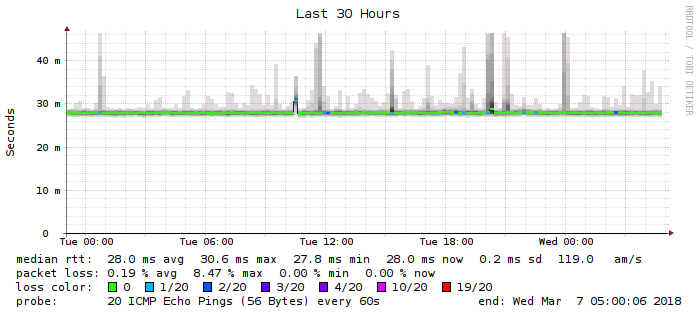 Last 30 Hours
RRDTOOL / TOBI OETIKER
Seconds
40 m
30 m
20 m
10 m
0
Tue 00:00 Tue 06:00 Tue 12:00 Tue 18:00 Wed 00:00
median rtt: 28.0 ms avg 30.6 ms max 27.8 ms min 28.0 ms now 0.2 ms sd 119.0 am/s
packet loss: 0.19 % avg 8.47 % max 0.00 % min 0.00 % now
loss color: 0 1/20 2/20 3/20 4/20 10/20 19/20
probe: 20 ICMP Echo Pings (56 Bytes) every 60s end: Wed Mar 7 05:00:06 2018